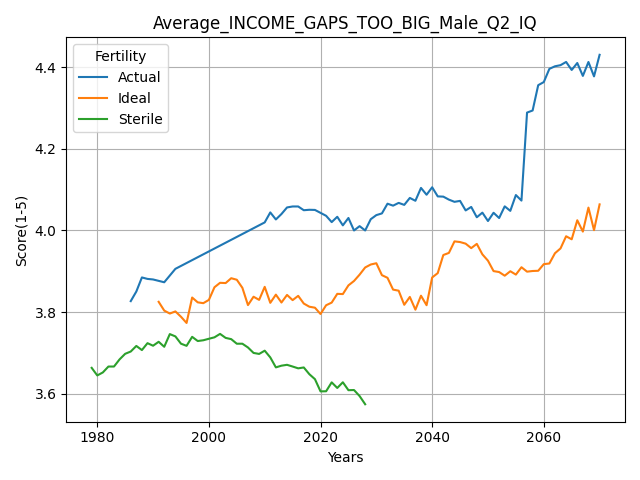 Average_INCOME_GAPS_TOO_BIG_Male_Q2_IQ
Fertility
Actual
Ideal
Sterile
Score(1-5)
4.4
4.2
4.0
3.8
3.6
1980 2000 2020 2040 2060
Years